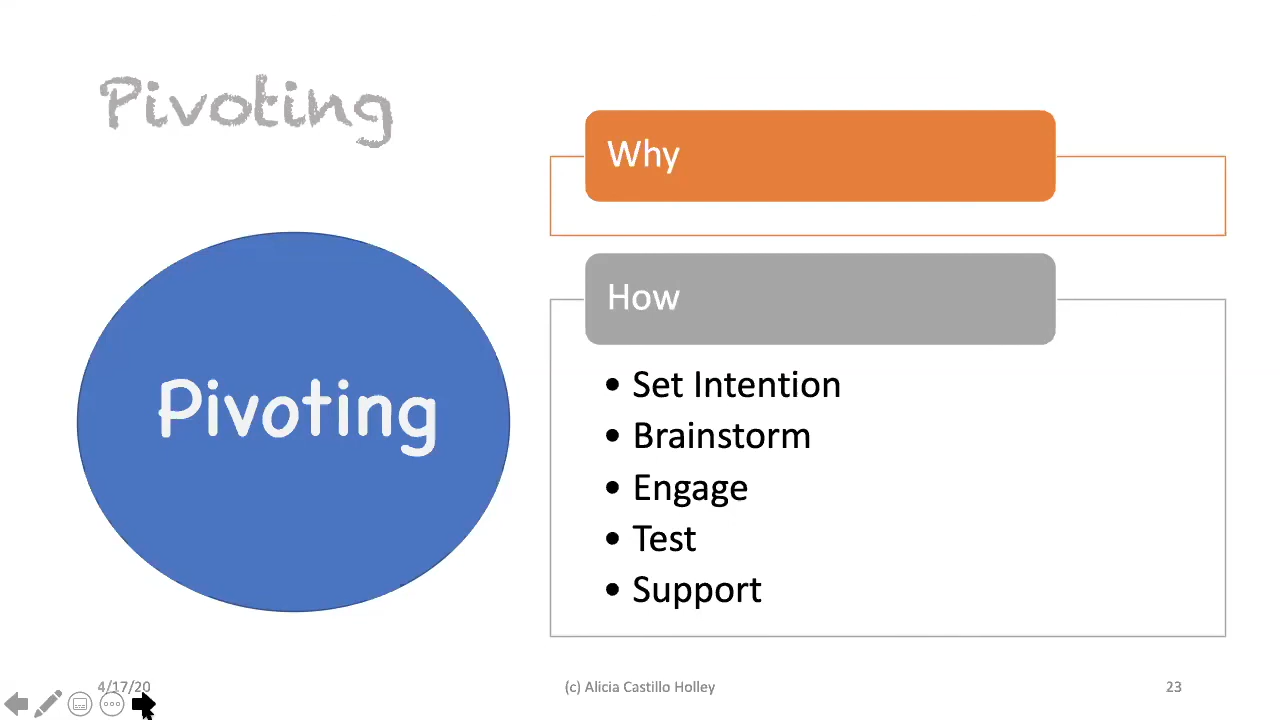 Pivoting
Pivoting
Why
How
• Set Intention
• Brainstorm
• Engage
• Test
• Support
4/17/20
(c) Alicia Castillo Holley
23